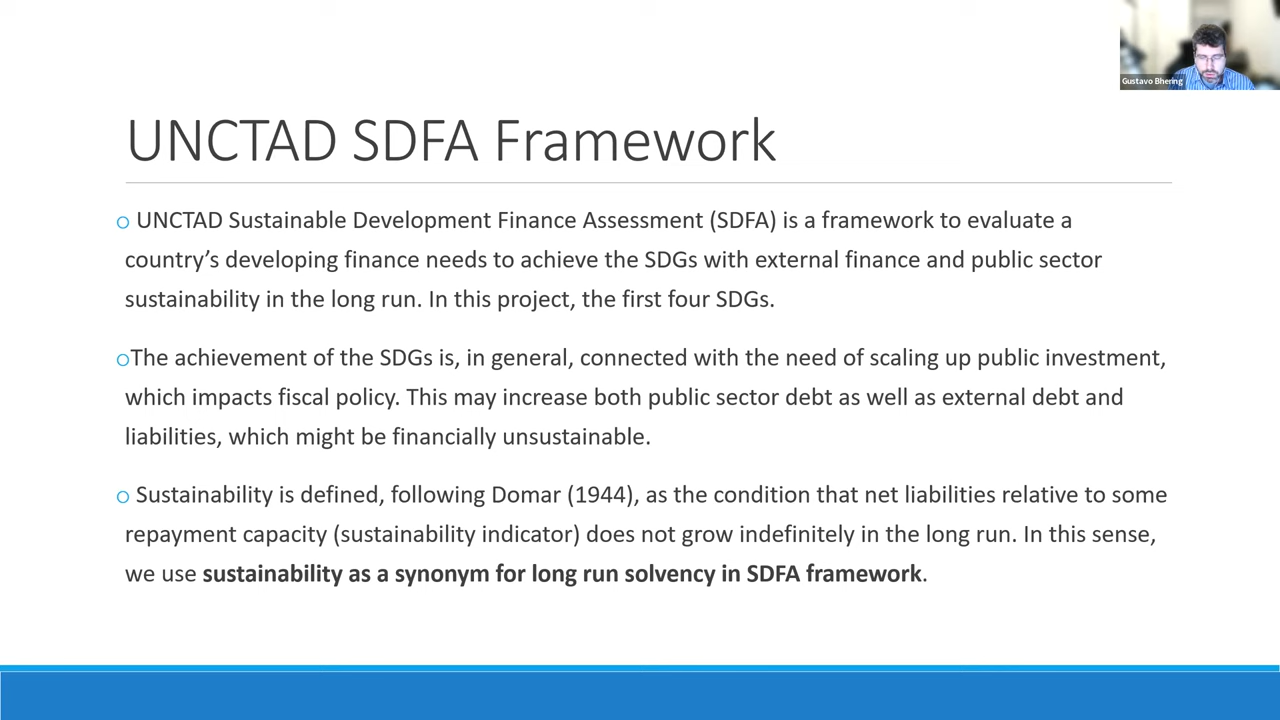 Gustavo Bhering
UNCTAD SDFA Framework
o UNCTAD Sustainable Development Finance Assessment (SDFA) is a framework to evaluate a
country’s developing finance needs to achieve the SDGs with external finance and public sector
sustainability in the long run. In this project, the first four SDGs.
oThe achievement of the SDGs is, in general, connected with the need of scaling up public investment,
which impacts fiscal policy. This may increase both public sector debt as well as external debt and
liabilities, which might be financially unsustainable.
o Sustainability is defined, following Domar (1944), as the condition that net liabilities relative to some
repayment capacity (sustainability indicator) does not grow indefinitely in the long run. In this sense,
we use sustainability as a synonym for long run solvency in SDFA framework.